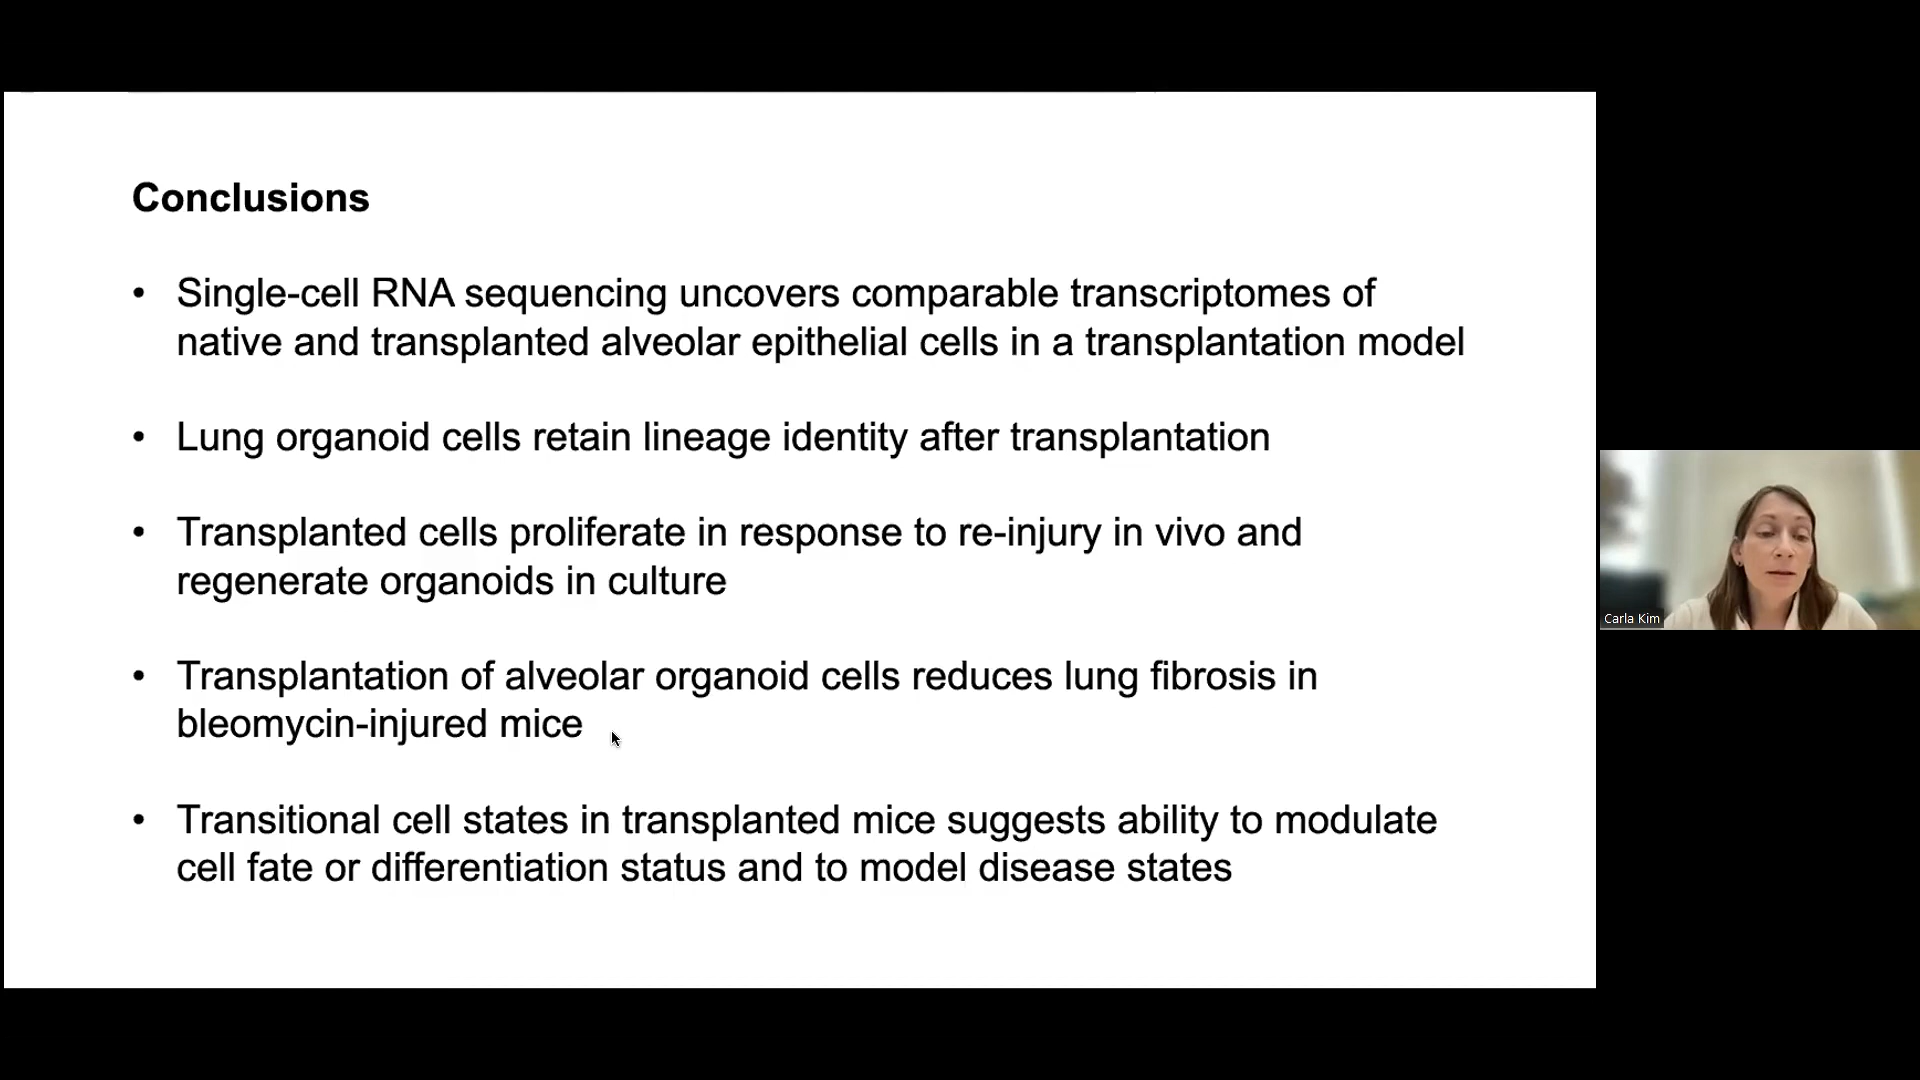 Conclusions
• Single-cell RNA sequencing uncovers comparable transcriptomes of
native and transplanted alveolar epithelial cells in a transplantation model
• Lung organoid cells retain lineage identity after transplantation
• Transplanted cells proliferate in response to re-injury in vivo and
regenerate organoids in culture
• Transplantation of alveolar organoid cells reduces lung fibrosis in
bleomycin-injured mice
• Transitional cell states in transplanted mice suggests ability to modulate
cell fate or differentiation status and to model disease states
Carla Kim